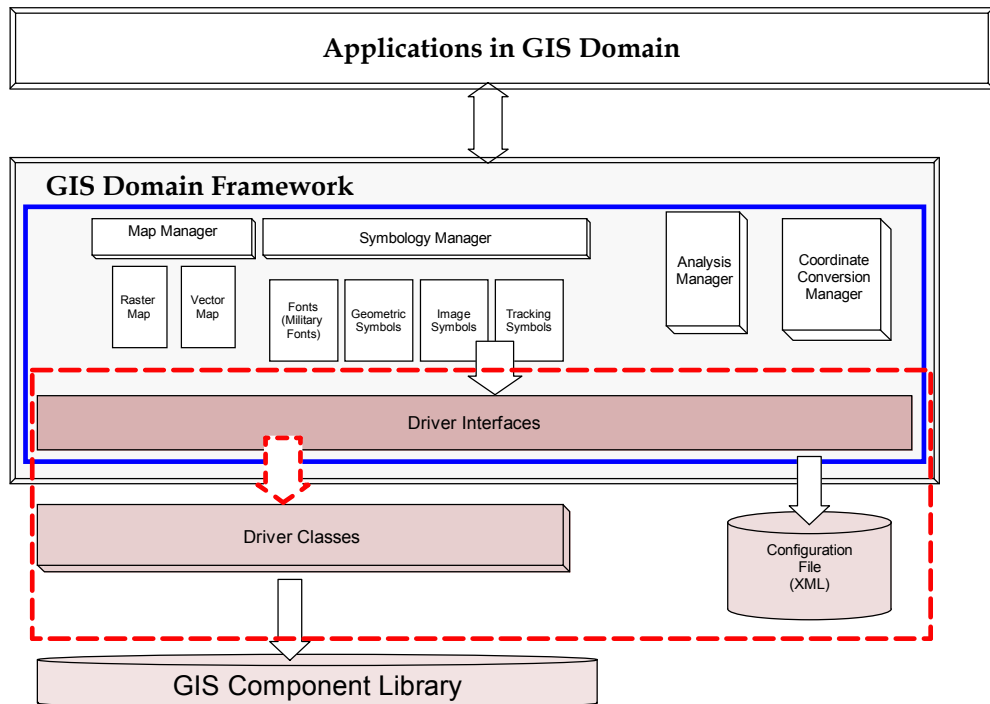 Applications in GIS Domain
GIS Domain Framework
Map Manager
Symbology Manager
Analysis
Manager
Coordinate
Conversion
Manager
Raster
Map
Vector
Map
Fonts
(Military
Fonts)
Geometric
Symbols
Image
Symbols
Tracking
Symbols
Driver Interfaces
Driver Classes
Configuration
File
(XML)
GIS Component Library